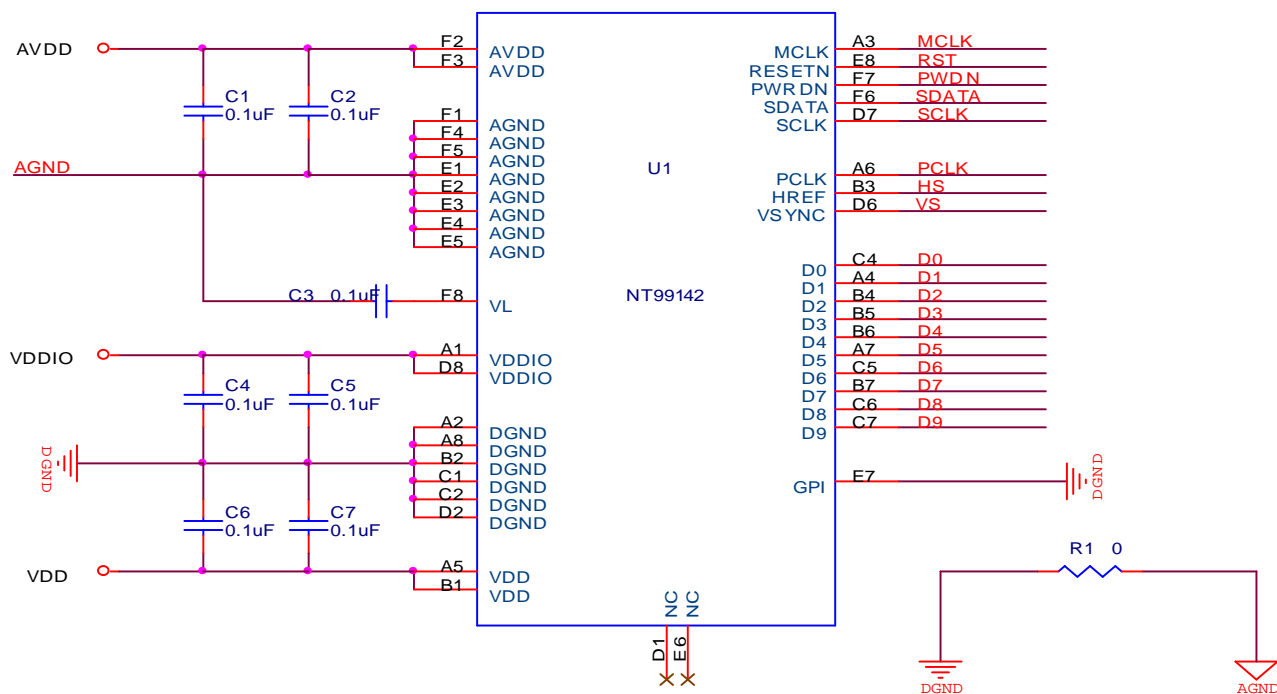 AVDD
C1
0.1uF
C2
0.1uF
AGND
C3 0.1uF
VDDIO
C4
0.1uF
C5
0.1uF
DGND
C6
0.1uF
C7
0.1uF
VDD
F2 AVDD
F3 AVDD
F1 AGND
F4 AGND
F5 AGND
E1 AGND
E2 AGND
E3 AGND
E4 AGND
E5 AGND
F8 VL
A1 VDDIO
D8 VDDIO
A2 DGND
A8 DGND
B2 DGND
C1 DGND
C2 DGND
D2 DGND
A5 VDD
B1 VDD
U1
NT99142
NC D1
NC E6
MCLK A3 MCLK
RESETN E8 RST
PWRDN F7 PWDN
SDATA F6 SDATA
SCLK D7 SCLK
PCLK A6 PCLK
HREF B3 HS
VSYNC D6 VS
D0 C4 D0
D1 A4 D1
D2 B4 D2
D3 B5 D3
D4 B6 D4
D5 A7 D5
D6 C5 D6
D7 B7 D7
D8 C6 D8
D9 C7 D9
GPI E7 DGND
R1 0
DGND
AGND